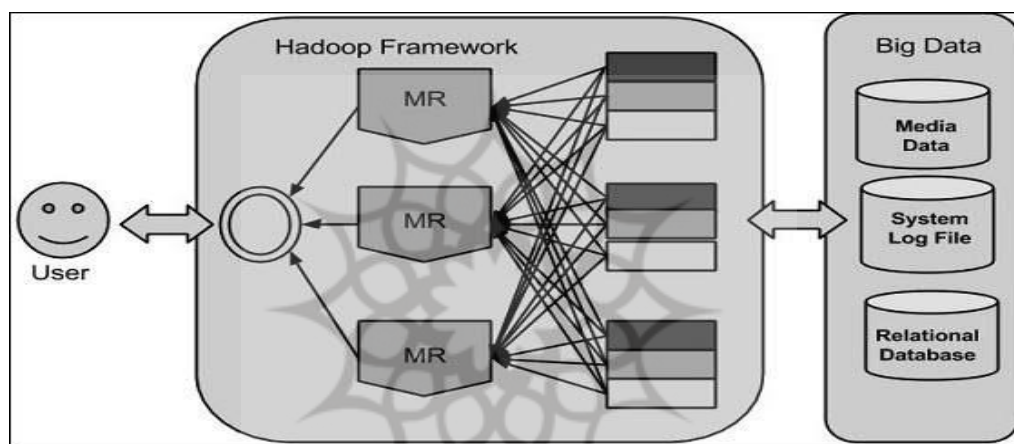 Hadoop Framework
Big Data
MR
MR
MR
User
Media
Data
System
Log File
Relational
Database